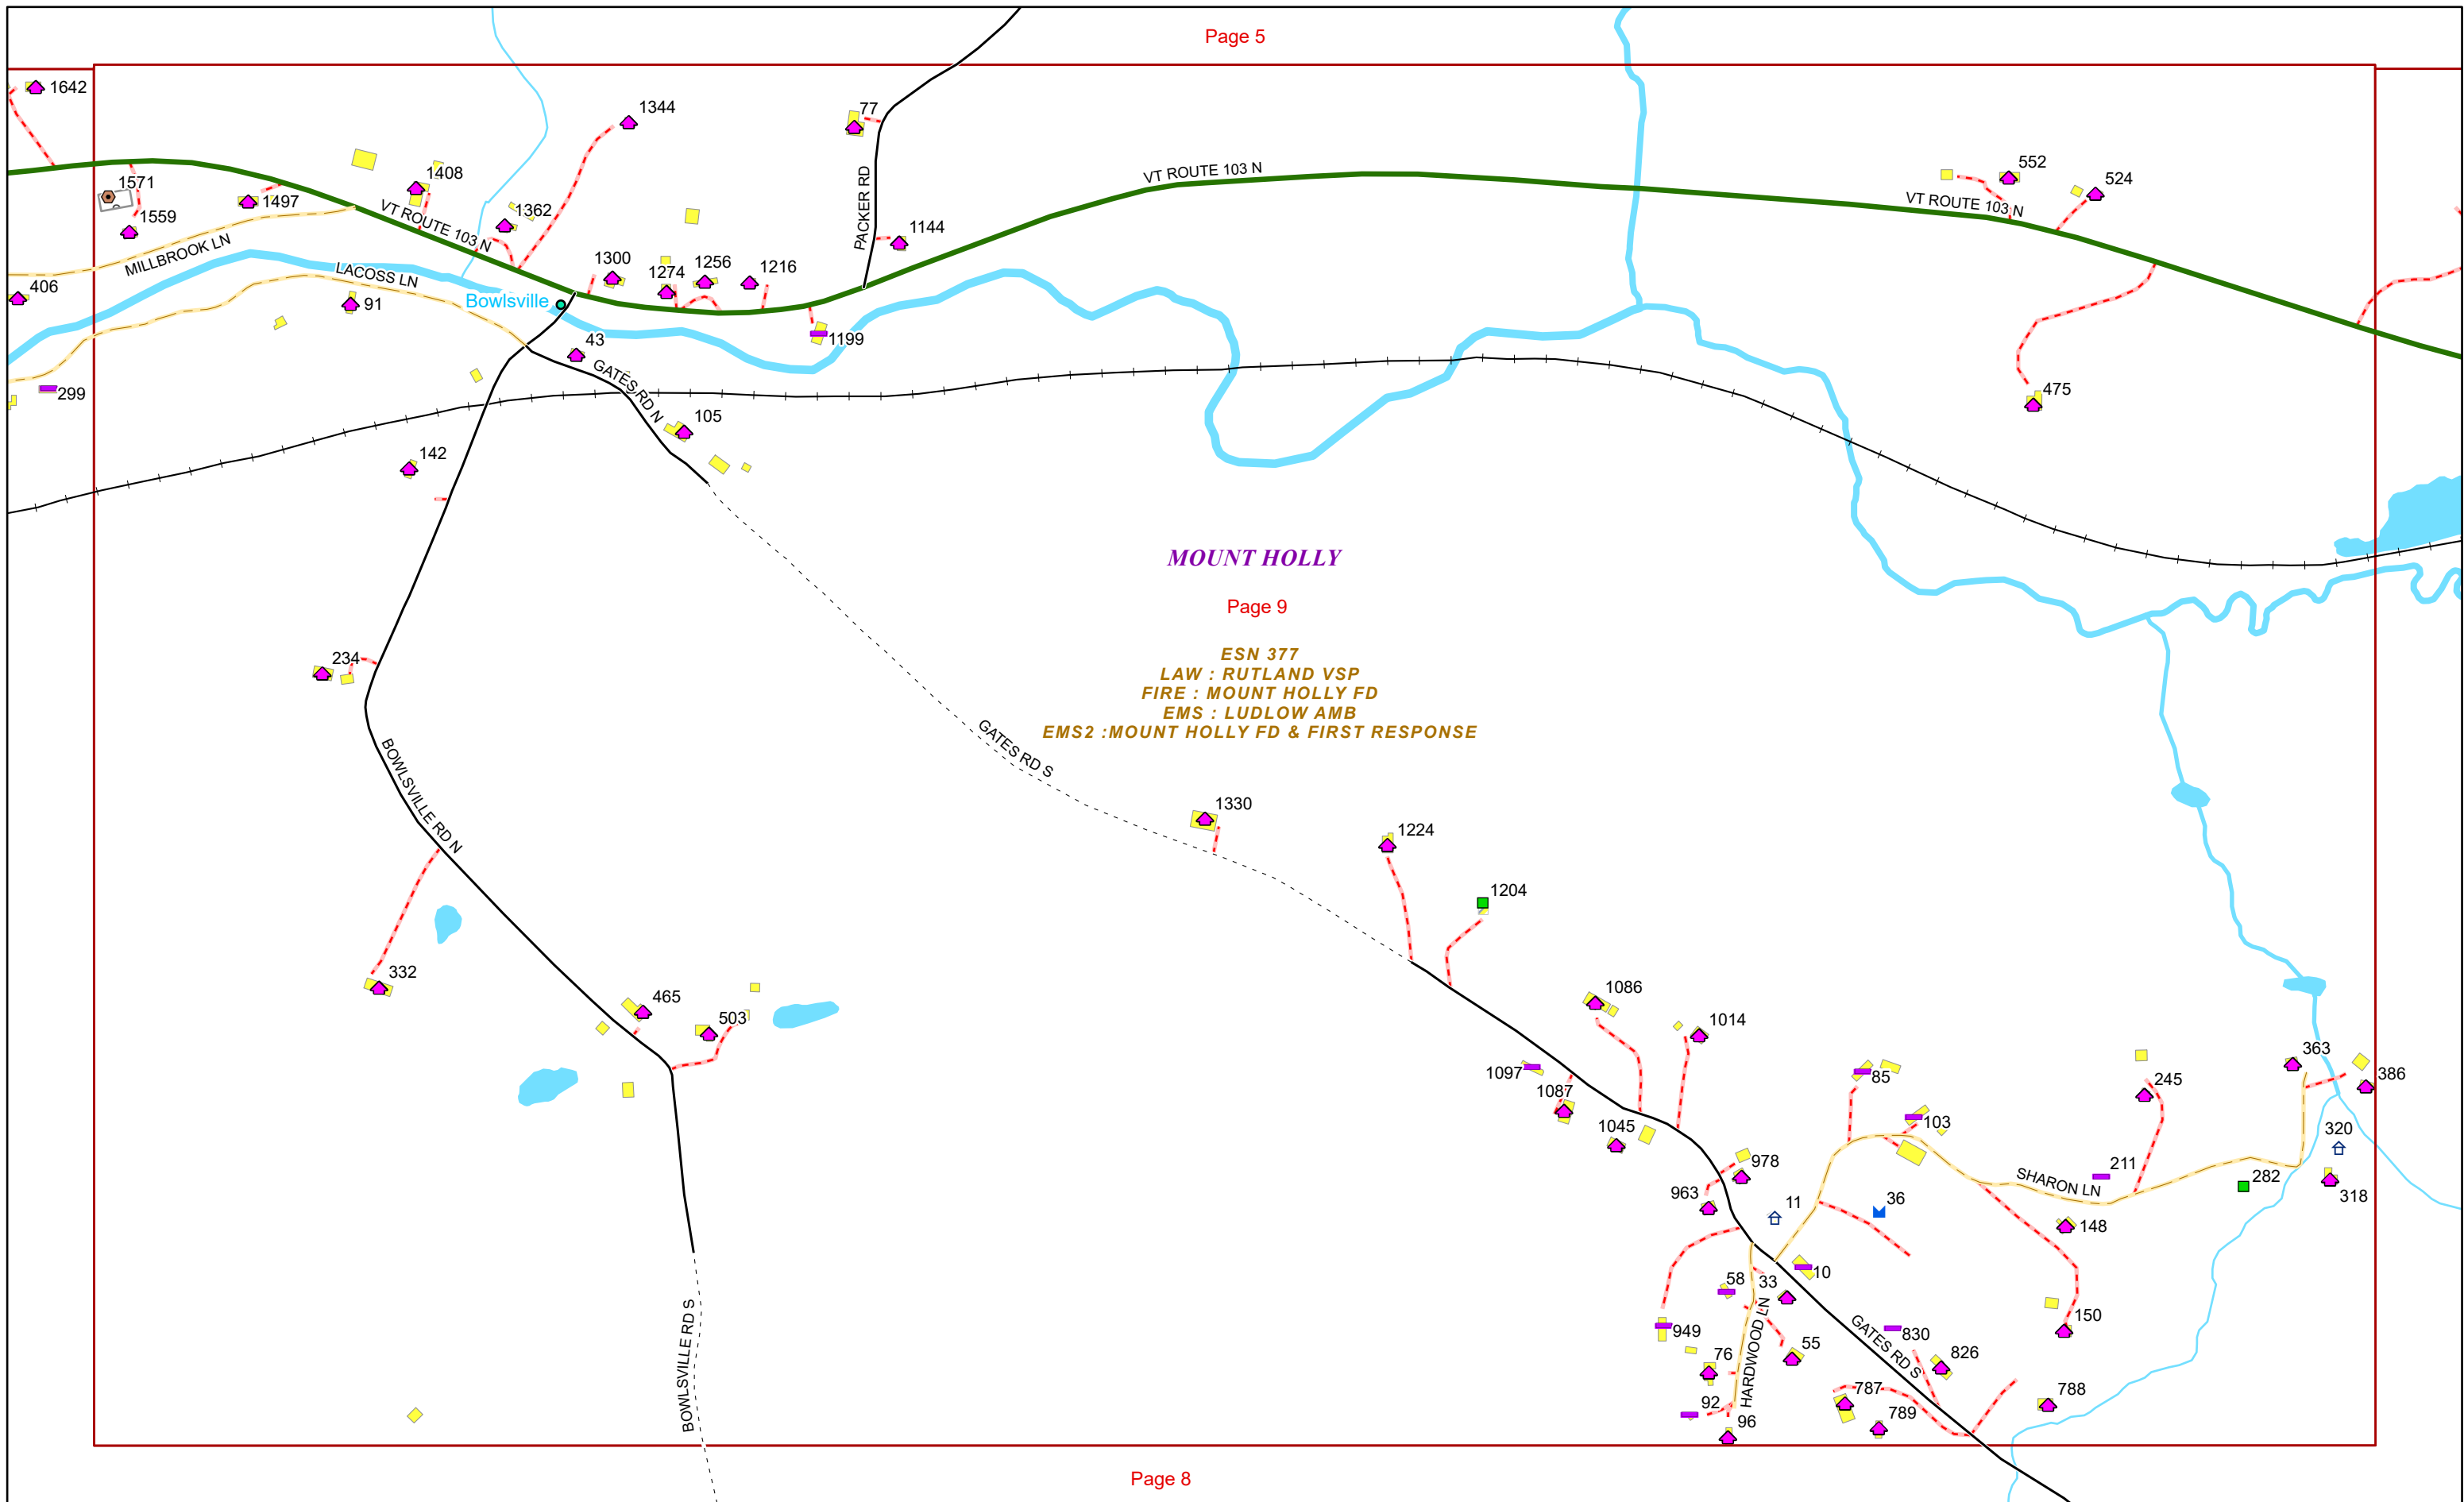 Page 5
1642
1344
77
1571
1408
VT ROUTE 103 N
552
524
1559
1497
1362
VT ROUTE 103 N
PACKER RD
VT ROUTE 103 N
1144
MILLBROOK LN
LACOSS LN
406
91
1300
1274
1256
1216
Bowlsville
1199
43
299
GATES RD N
475
105
142
MOUNT HOLLY
Page 9
ESN 377
LAW : RUTLAND VSP
FIRE : MOUNT HOLLY FD
EMS : LUDLOW AMB
EMS2 :MOUNT HOLLY FD & FIRST RESPONSE
234
GATES RD S
BOWLSVILLE RD N
1330
1224
1204
332
465
503
1086
1014
1097
1087
1045
85
103
363
386
245
320
978
963
11
36
SHARON LN
211
282
318
148
58
33
10
949
HARDWOOD LN
GATES RD S
830
150
76
55
826
BOWLSVILLE RD S
92
96
787
789
788
Page 8